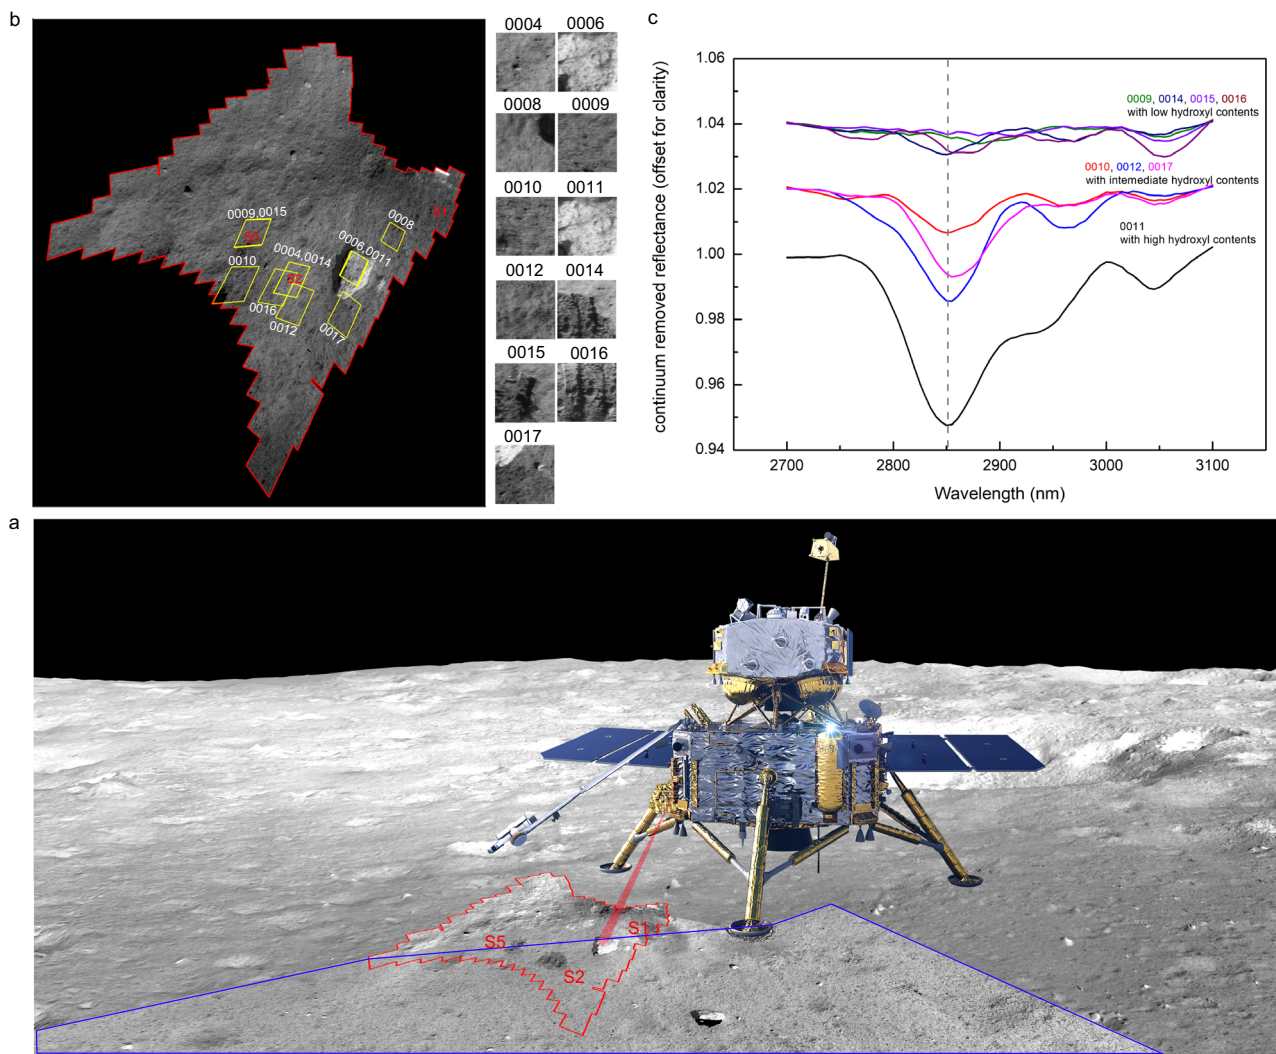 b
0004 0006
0008 0009
0010 0011
0012 0014
0015 0016
0017
0009,0015
S5
0008
S1
0010
0004,0014
S2
0006,0011
0016
0012
0017
c
1.06
1.04
1.02
1.00
0.98
0.96
0.94
continuum removed reflectance (offset for clarity)
0009, 0014, 0015, 0016
with low hydroxyl contents
0010, 0012, 0017
with intemediate hydroxyl contents
0011
with high hydroxyl contents
2700 2800 2900 3000 3100
Wavelength (nm)
a
S5
S1
S2